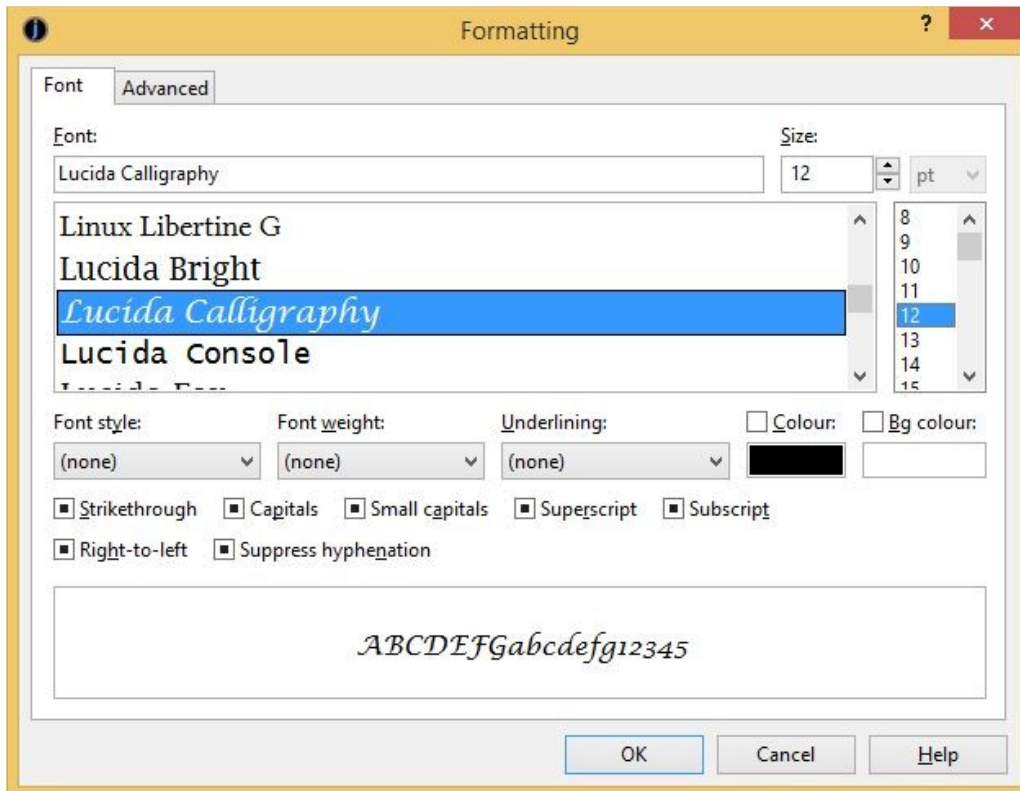 Formatting
?
Font
Advanced
Font:
Size:
Lucida Calligraphy
12
pt
Linux Libertine G
Lucida Bright
Lucida Calligraphy
Lucida Console
8
9
10
11
12
13
14
15
Font style:
Font weight:
Underlining:
Colour:
Bg colour:
(none)
(none)
(none)
Strikethrough
Capitals
Small capitals
Superscript
Subscript
Right-to-left
Suppress hyphenation
ABCDEFGabcdefg12345
OK
Cancel
Help